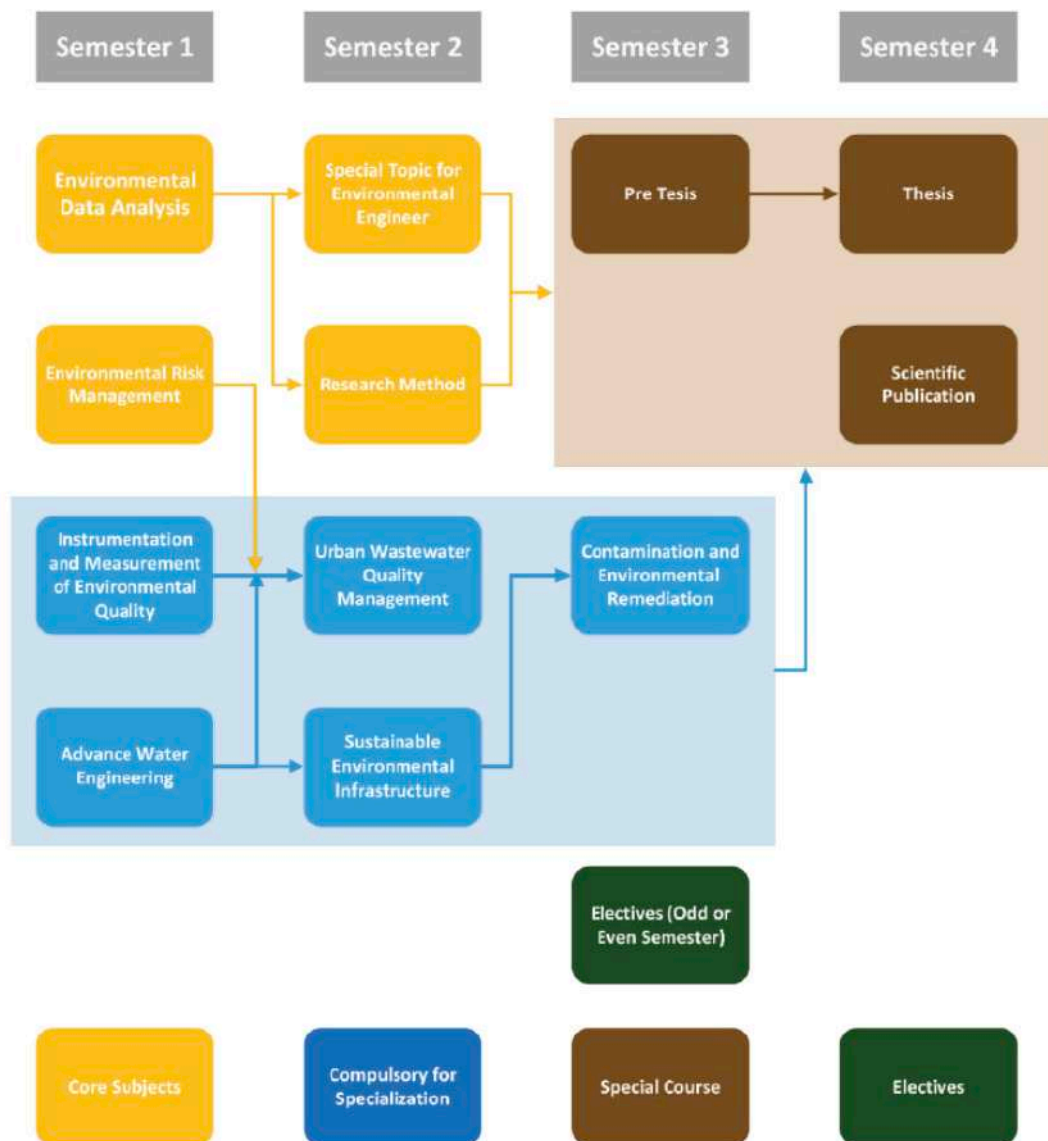 Semester 1
Semester 2
Semester 3
Semester 4
Environmental
Data Analysis
Special Topic for
Environmental
Engineer
Pre Tesis
Thesis
Environmental Risk
Management
Research Method
Scientific
Publication
Instrumentation
and Measurement
of Environmental
Quality
Urban Wastewater
Quality
Management
Contamination and
Environmental
Remediation
Advance Water
Engineering
Sustainable
Environmental
Infrastructure
Electives (Odd or
Even Semester)
Core Subjects
Compulsory for
Specialization
Special Course
Electives